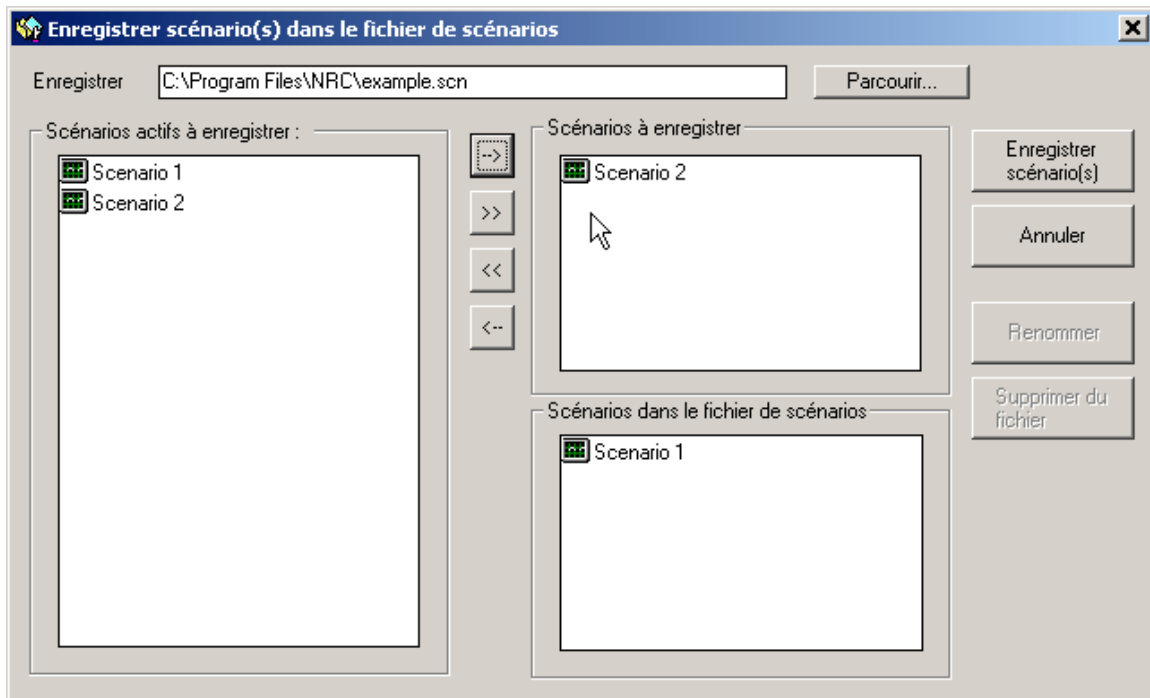 Enregistrer scénario(s) dans le fichier de scénarios
Enregistrer C:\Program Files\NRC\example.scn Parcourir...
Scénarios actifs à enregistrer :
Scenario 1
Scenario 2
-->
>>
<<
<--
Scénarios à enregistrer
Scenario 2
Scénarios dans le fichier de scénarios
Scenario 1
Enregistrer
scénario(s)
Annuler
Renommer
Supprimer du
fichier